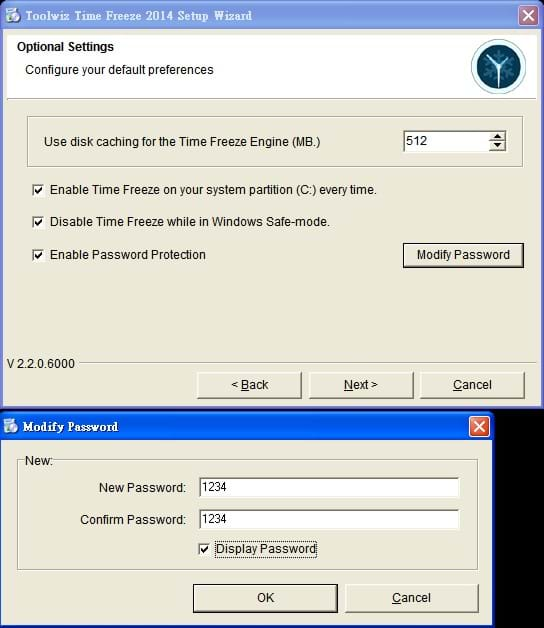 Toolwiz Time Freeze 2014 Setup Wizard
Optional Settings
Configure your default preferences
Use disk caching for the Time Freeze Engine (MB.)
512
Enable Time Freeze on your system partition (C:) every time.
Disable Time Freeze while in Windows Safe-mode.
Enable Password Protection
Modify Password
V 2.2.0.6000
< Back
Next >
Cancel
Modify Password
New:
New Password:
1234
Confirm Password:
1234
Display Password
OK
Cancel